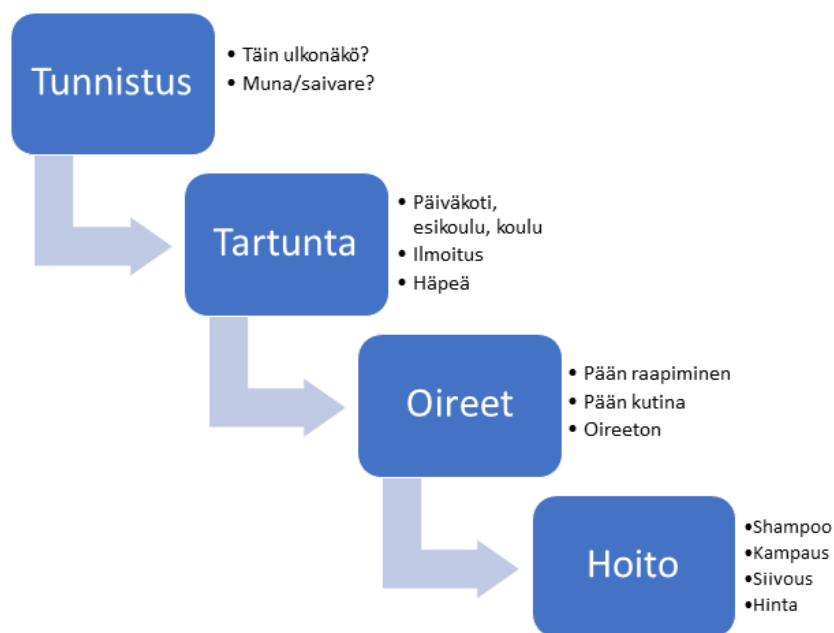 Tunnistus
• Täin ulkonäkö?
• Muna/saivare?
Tartunta
• Päiväkoti,
esikoulu, koulu
• Ilmoitus
• Häpeä
Oireet
• Pään raapiminen
• Pään kutina
• Oireeton
Hoito
•Shampoo
•Kampaus
•Siivous
•Hinta